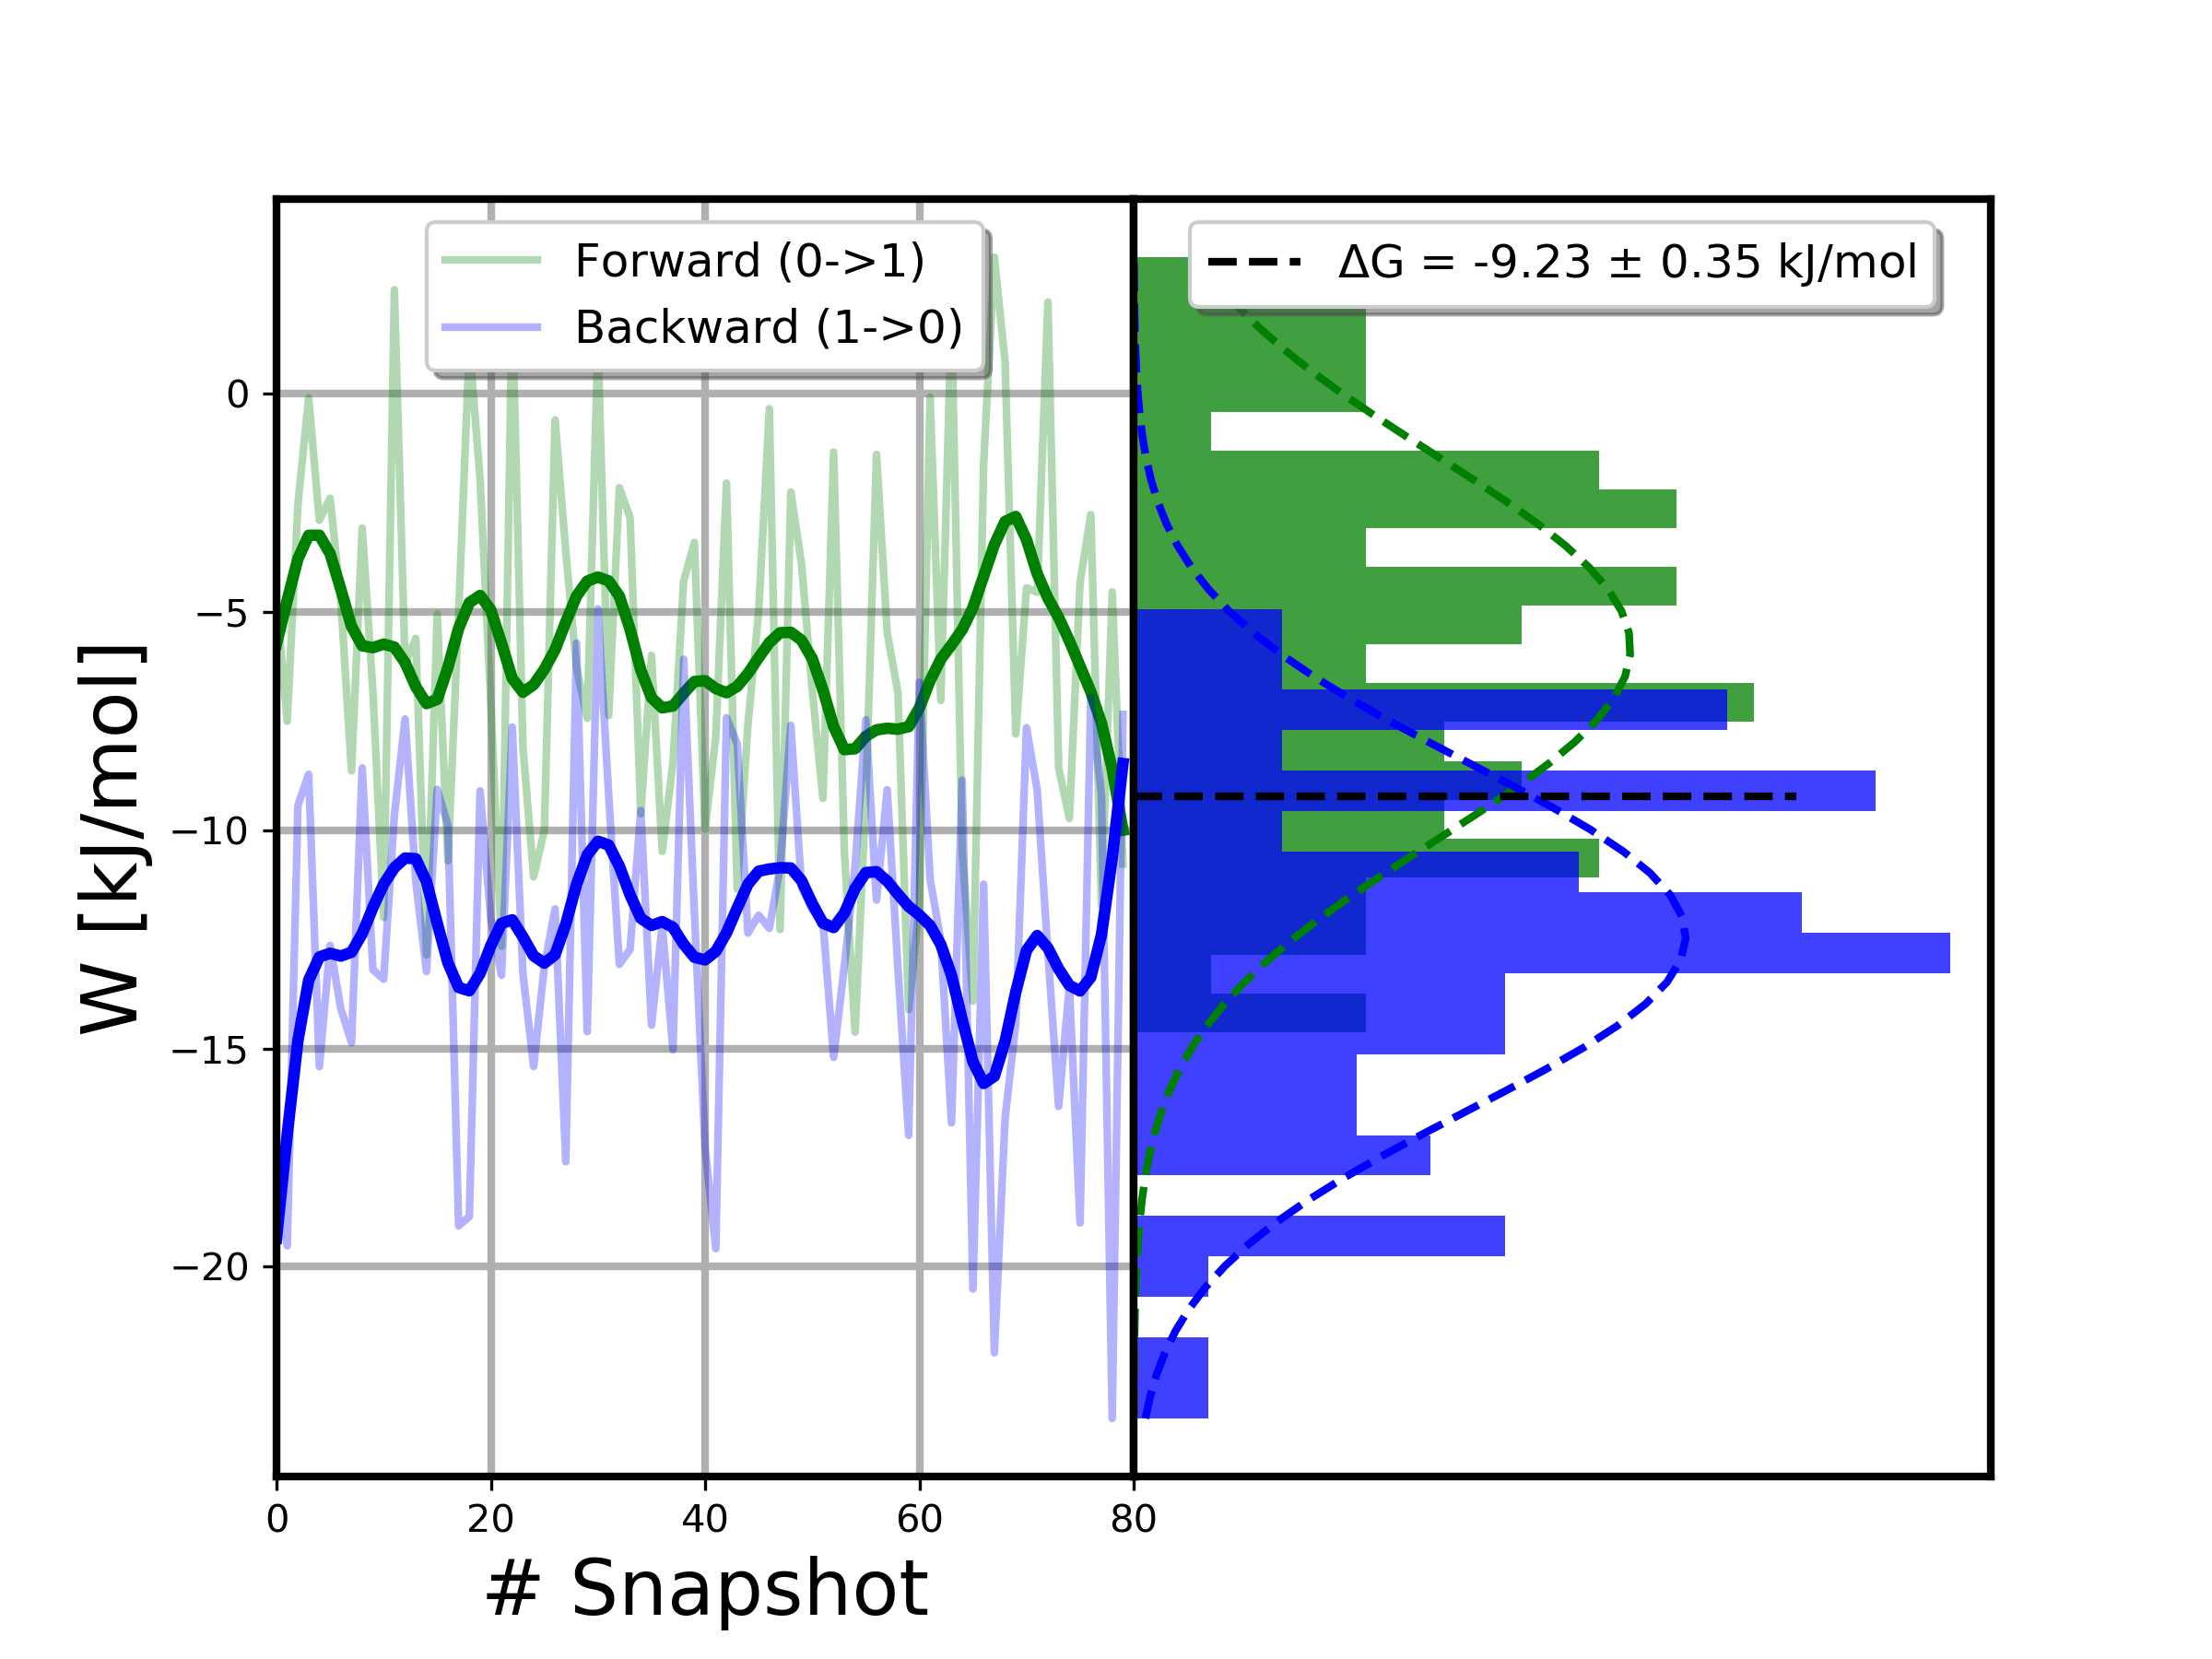 Forward (0->1)
Backward (1->0)
ΔG = -9.23 ± 0.35 kJ/mol
W [kJ/mol]
0
−5
−10
−15
−20
0 20 40 60 80
# Snapshot